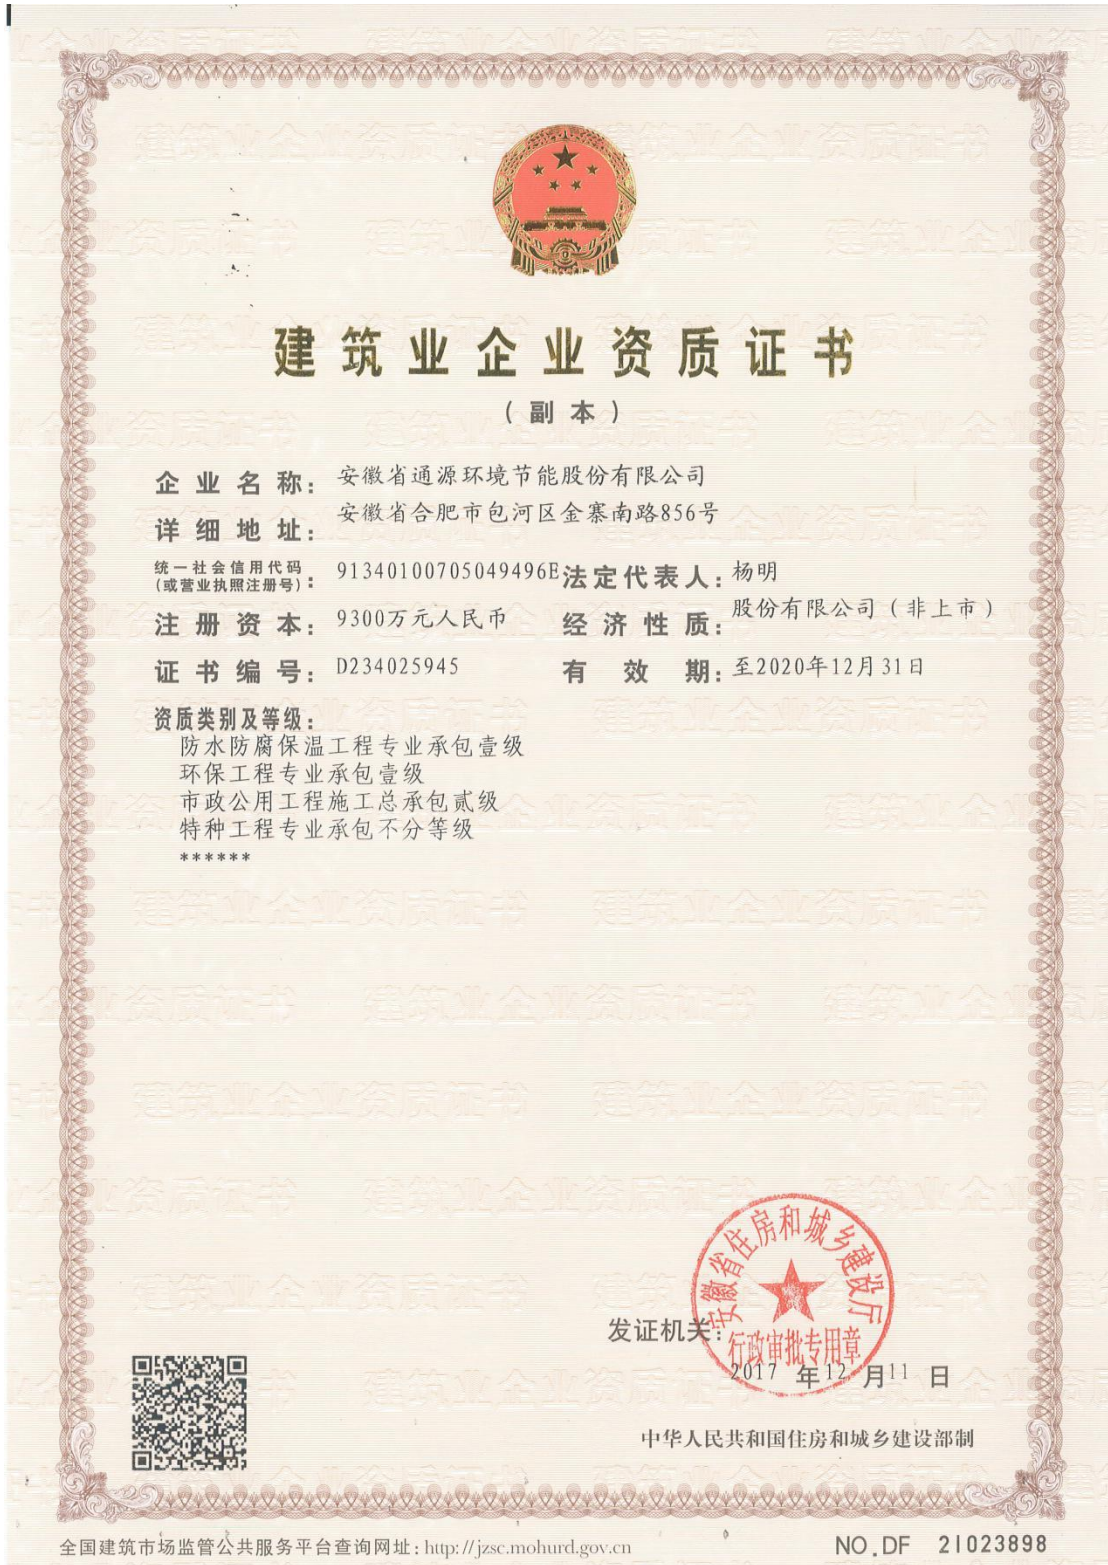 建筑业企业资质证书
（副本）
企业名称：安徽省通源环境节能股份有限公司
详细地址：安徽省合肥市包河区金寨南路856号
统一社会信用代码
(或营业执照注册号)：91340100705049496E 法定代表人：杨明
注册资本：9300万元人民币 经济性质：股份有限公司（非上市）
证书编号：D234025945 有效期：至2020年12月31日
资质类别及等级：
防水防腐保温工程专业承包壹级
环保工程专业承包壹级
市政公用工程施工总承包贰级
特种工程专业承包不分等级
******
安徽省住房和城乡建设厅
发证机关：
行政审批专用章
2017 年 12 月 11 日
中华人民共和国住房和城乡建设部制
全国建筑市场监管公共服务平台查询网址：http://jzsc.mohurd.gov.cn
NO.DF 21023898